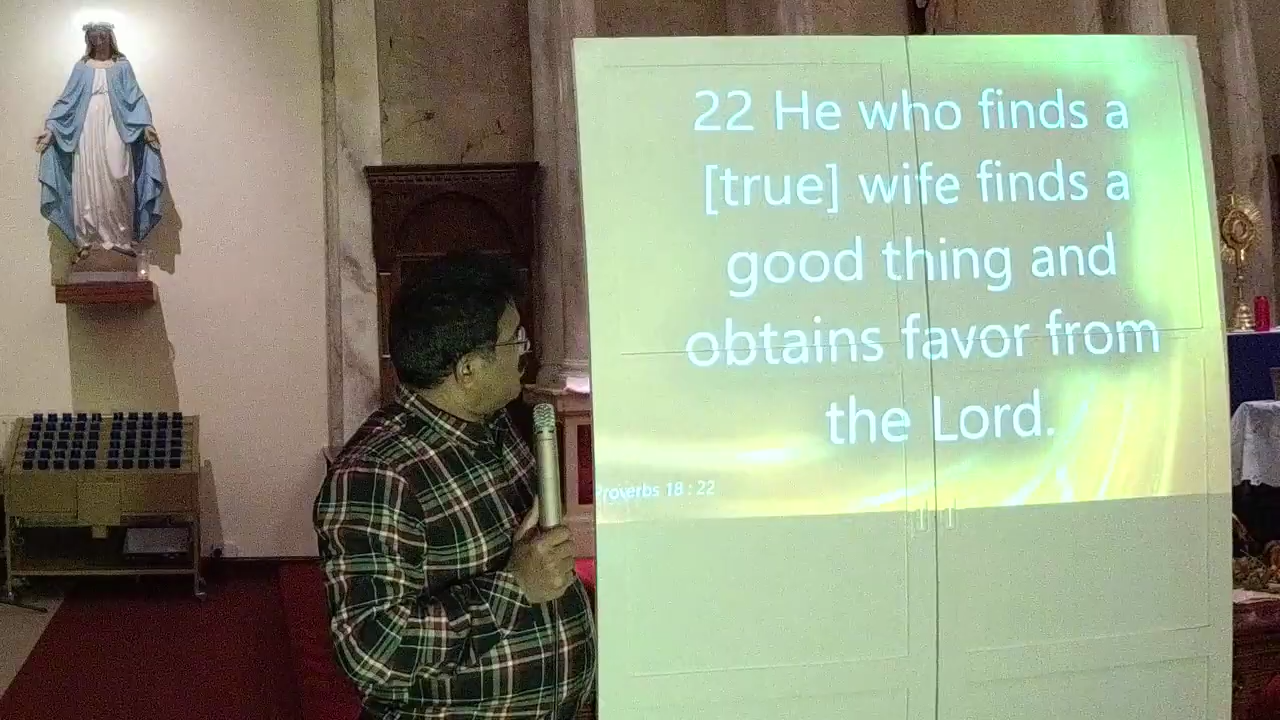 22 He who finds a
[true] wife finds a
good thing and
obtains favor from
the Lord.
Proverbs 18 : 22